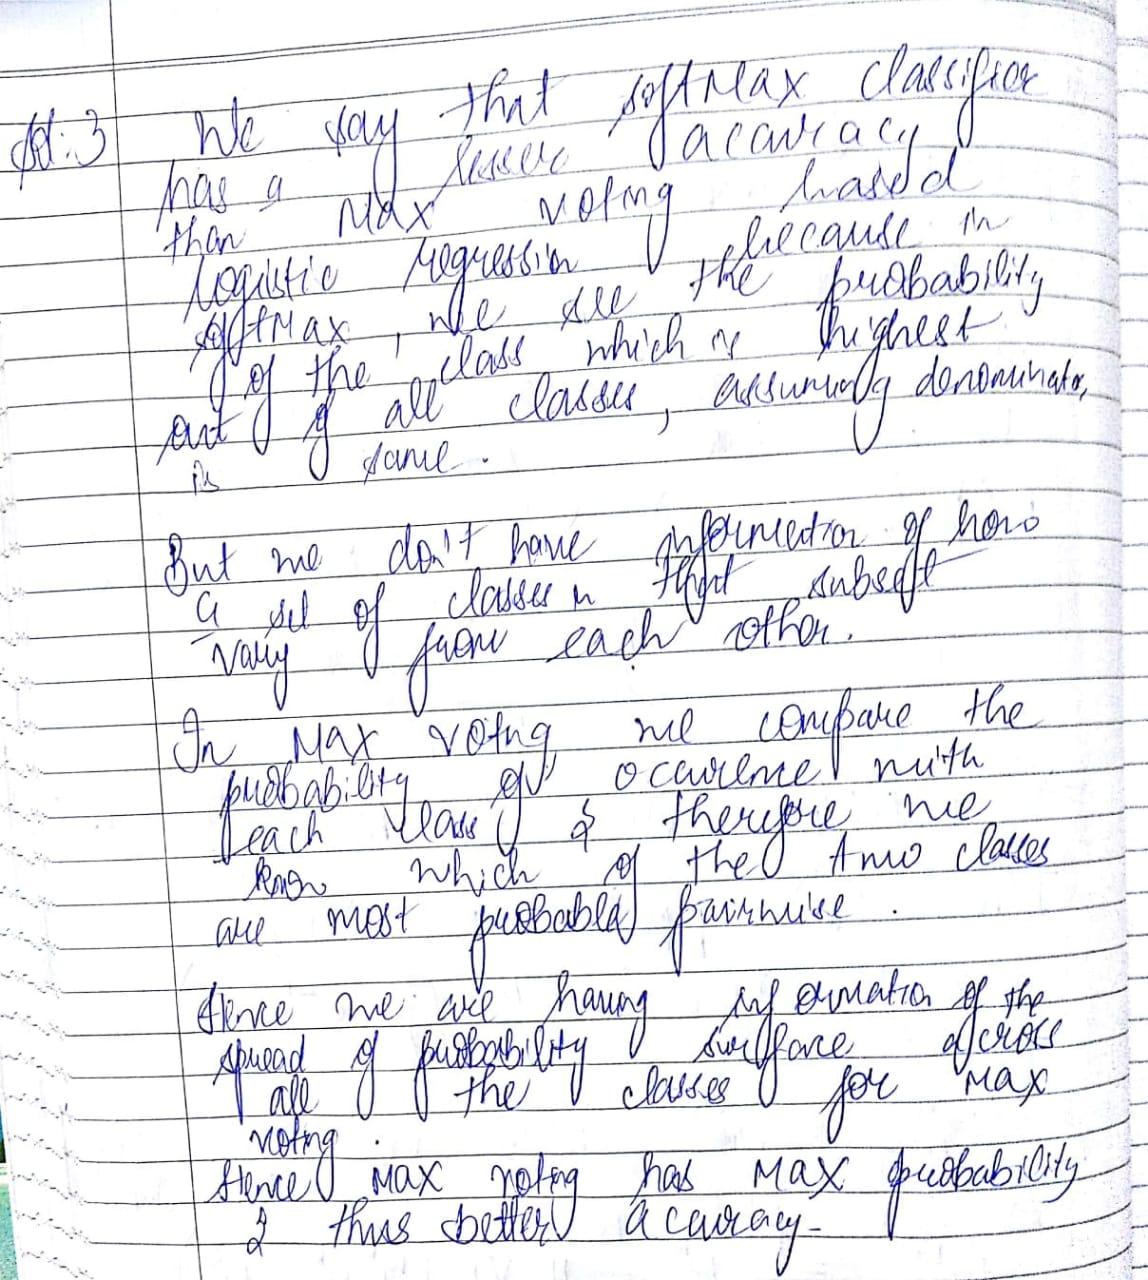 We say that softMax classifier
has a lesser accuracy
than Max voting based
logistic regression because in
softMax, we see the probability
of the class which is highest
out of all classes, assuming denominator
is same.
But we don't have information of how
a set of classes in that subset
vary from each other.
In Max voting we compare the
probability of occurence with
each class & therefore we
know which of the two classes
are most probable pairwise.
Hence we are having information of the
spread of probability surface across
all the classes for Max
voting.
Hence Max voting has Max probability
& thus better accuracy-